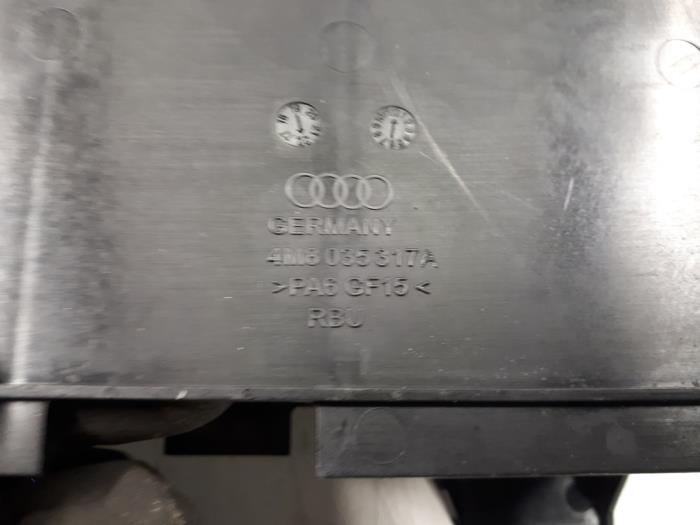 GERMANY
4M8 035 317A
>PA6 GF15<
RBU